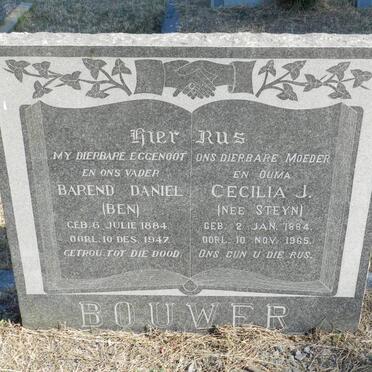 Hier Rus
MY DIERBARE EGGENOOT
EN ONS VADER
BAREND DANIEL
(BEN)
GEB. 6 JULIE 1884
OORL. 10 DES. 1947.
GETROU TOT DIE DOOD.
ONS DIERBARE MOEDER
EN OUMA
CECILIA J.
(NEE STEYN)
GEB. 2 JAN. 1884.
OORL. 10 NOV. 1965.
ONS GUN U DIE RUS.
BOUWER